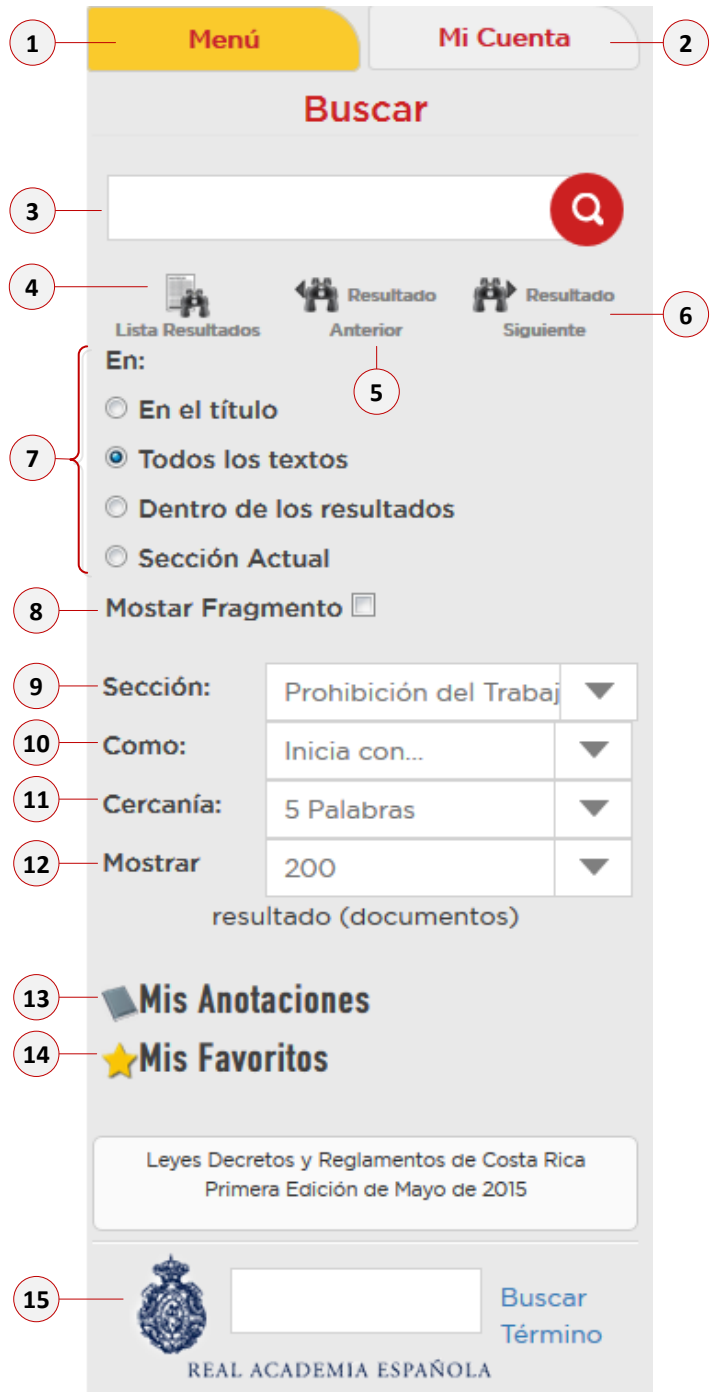 1 Menú Mi Cuenta 2
Buscar
3
4 Lista Resultados
Resultado Anterior
5
Resultado Siguiente
6
En:
En el título
7 Todos los textos
Dentro de los resultados
Sección Actual
8 Mostar Fragmento
9 Sección: Prohibición del Trabaj
10 Como: Inicia con...
11 Cercanía: 5 Palabras
12 Mostrar 200
resultado (documentos)
13 Mis Anotaciones
14 Mis Favoritos
Leyes Decretos y Reglamentos de Costa Rica
Primera Edición de Mayo de 2015
15 Buscar
Término
REAL ACADEMIA ESPAÑOLA